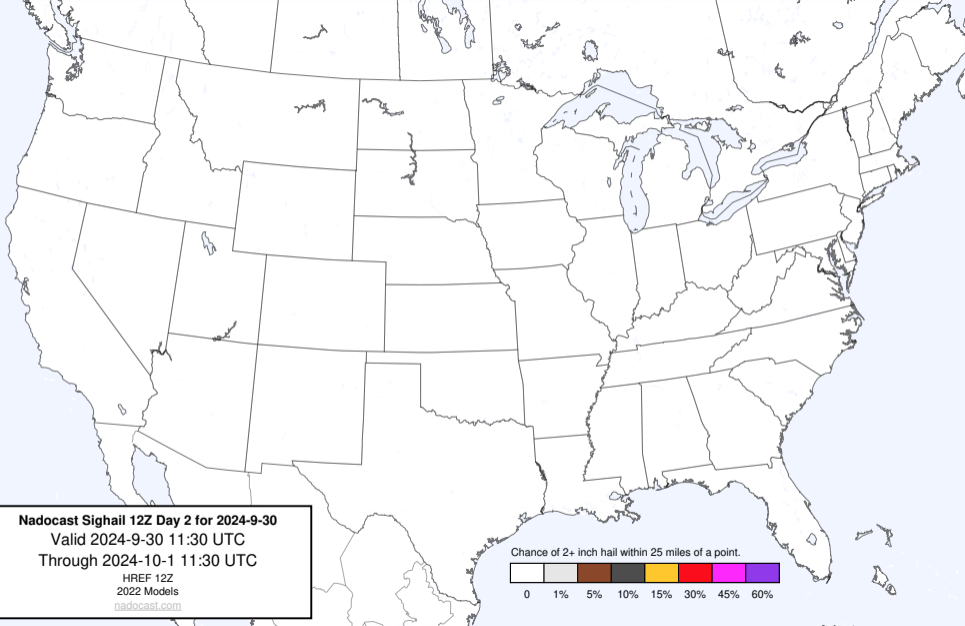 Nadocast Sighail 12Z Day 2 for 2024-9-30
Valid 2024-9-30 11:30 UTC
Through 2024-10-1 11:30 UTC
HREF 12Z
2022 Models
nadocast.com
Chance of 2+ inch hail within 25 miles of a point.
0 1% 5% 10% 15% 30% 45% 60%